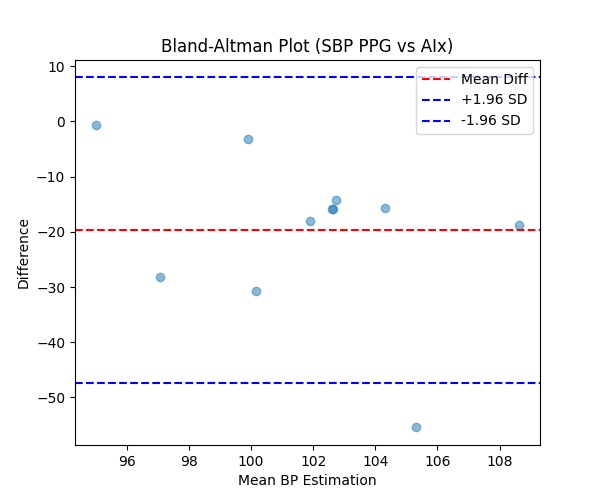 Bland-Altman Plot (SBP PPG vs AIx)
10
0
−10
−20
−30
−40
−50
Difference
Mean Diff
+1.96 SD
-1.96 SD
96 98 100 102 104 106 108
Mean BP Estimation